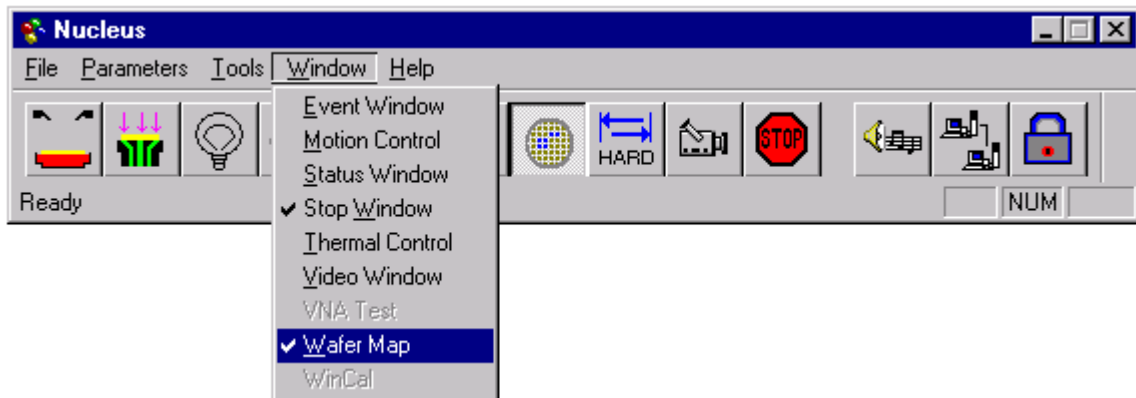 Nucleus
File Parameters Tools Window Help
Event Window
Motion Control
Status Window
Stop Window
Thermal Control
Video Window
VNA Test
Wafer Map
WinCal
HARD
STOP
Ready
NUM